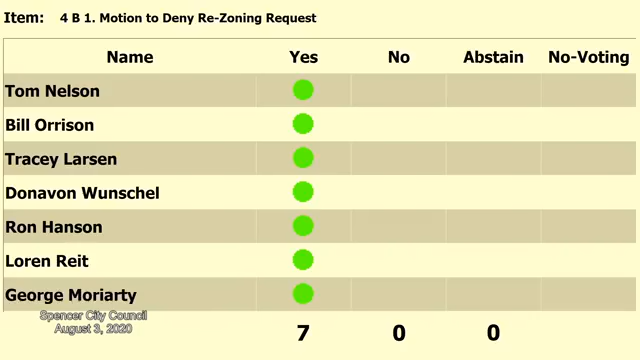 Item: 4 B 1. Motion to Deny Re-Zoning Request
Name Yes No Abstain No-Voting
Tom Nelson
Bill Orrison
Tracey Larsen
Donavon Wunschel
Ron Hanson
Loren Reit
George Moriarty
Spencer City Council
August 3, 2020
7 0 0